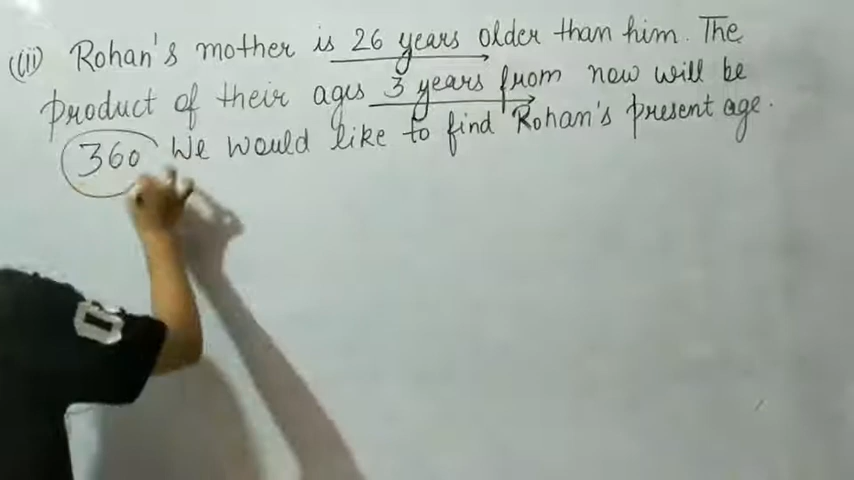 (iii) Rohan's mother is 26 years older than him. The
product of their ages 3 years from now will be
360 We would like to find Rohan's present age.